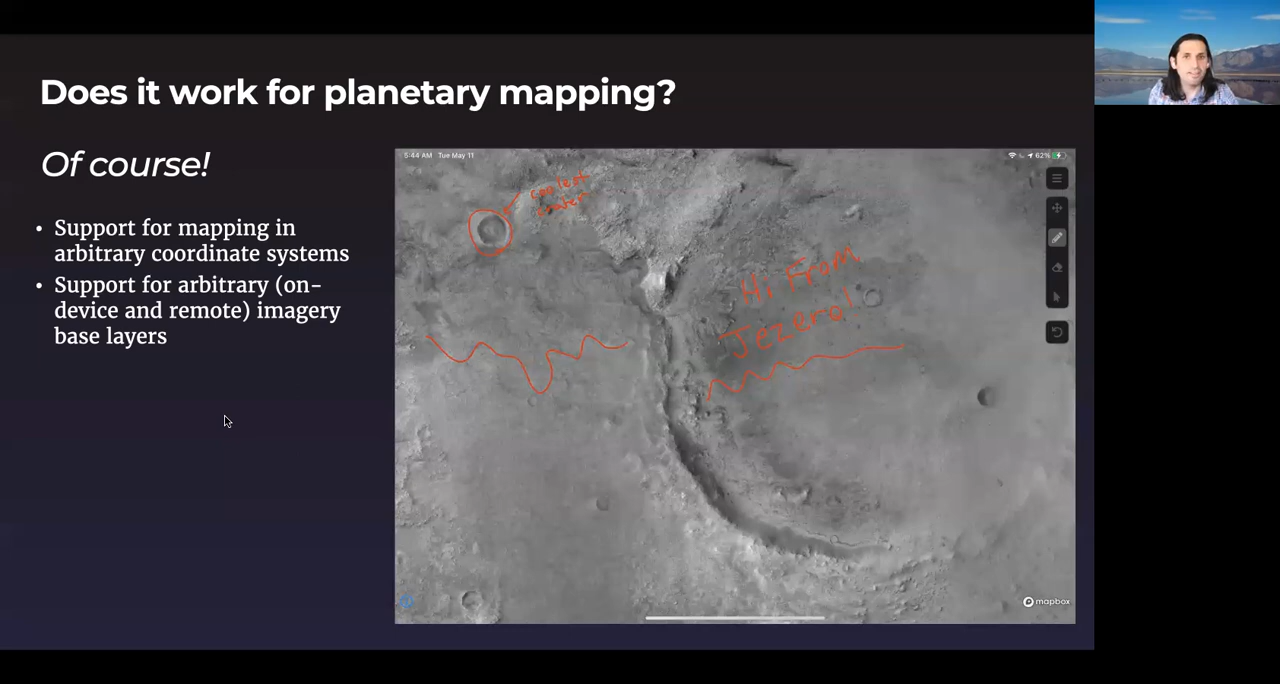 Does it work for planetary mapping?
Of course!
• Support for mapping in
arbitrary coordinate systems
• Support for arbitrary (on-
device and remote) imagery
base layers
5:44 AM Tue May 11
62%
coolest
crater
Hi From
Jezero!
mapbox